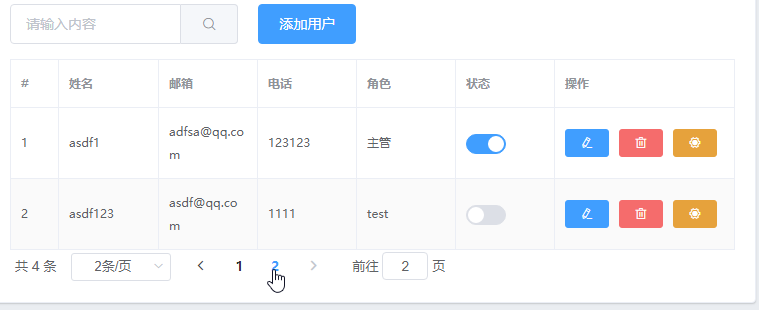 请输入内容 添加用户
# 姓名 邮箱 电话 角色 状态 操作
1 asdf1 adfsa@qq.co
m 123123 主管
2 asdf123 asdf@qq.co
m 1111 test
共 4 条 2条/页 1 2 前往 2 页